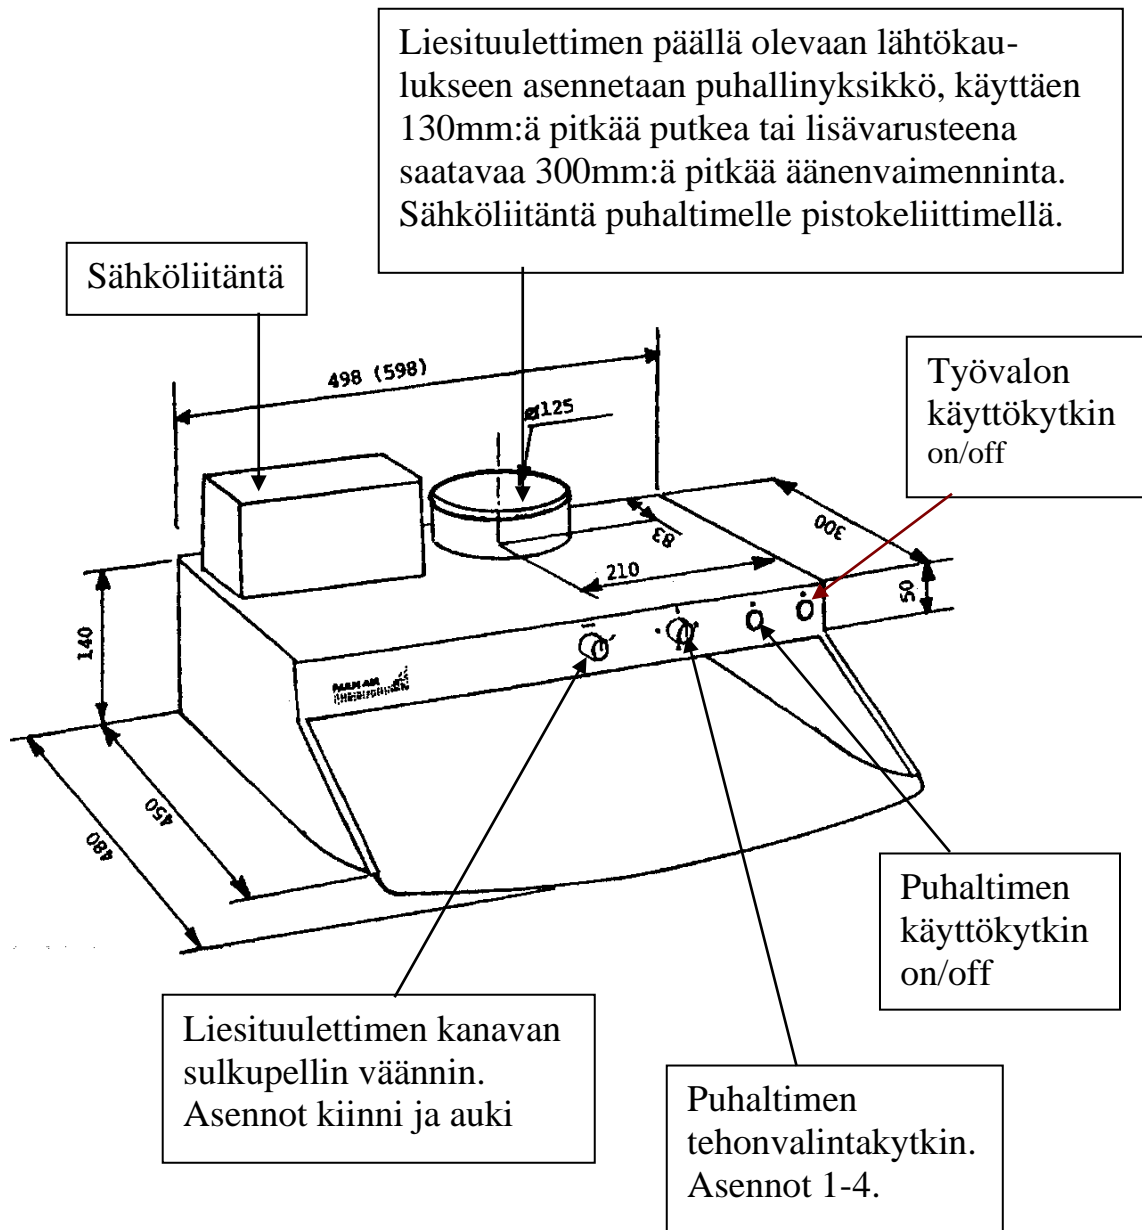 Liesituulettimen päällä olevaan lähtökau-
lukseen asennetaan puhallinyksikkö, käyttäen
130mm:ä pitkää putkea tai lisävarusteena
saatavaa 300mm:ä pitkää äänenvaimenninta.
Sähköliitäntä puhaltimelle pistokeliittimellä.
Sähköliitäntä
Työvalon
käyttökytkin
on/off
498 (598)
ø125
83
300
210
50
140
450
480
Puhaltimen
käyttökytkin
on/off
Liesituulettimen kanavan
sulkupellin väännin.
Asennot kiinni ja auki
Puhaltimen
tehonvalintakytkin.
Asennot 1-4.